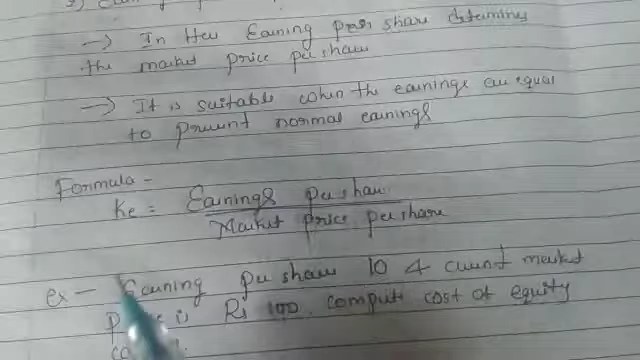 3)
→ In this Earning per share determines
the market price per share
→ It is suitable when the earnings are equal
to present normal earnings
Formula -
Ke = Earnings per share
Market price per share
ex - Earning per share 10 & current market
is Rs 100. compute cost of equity